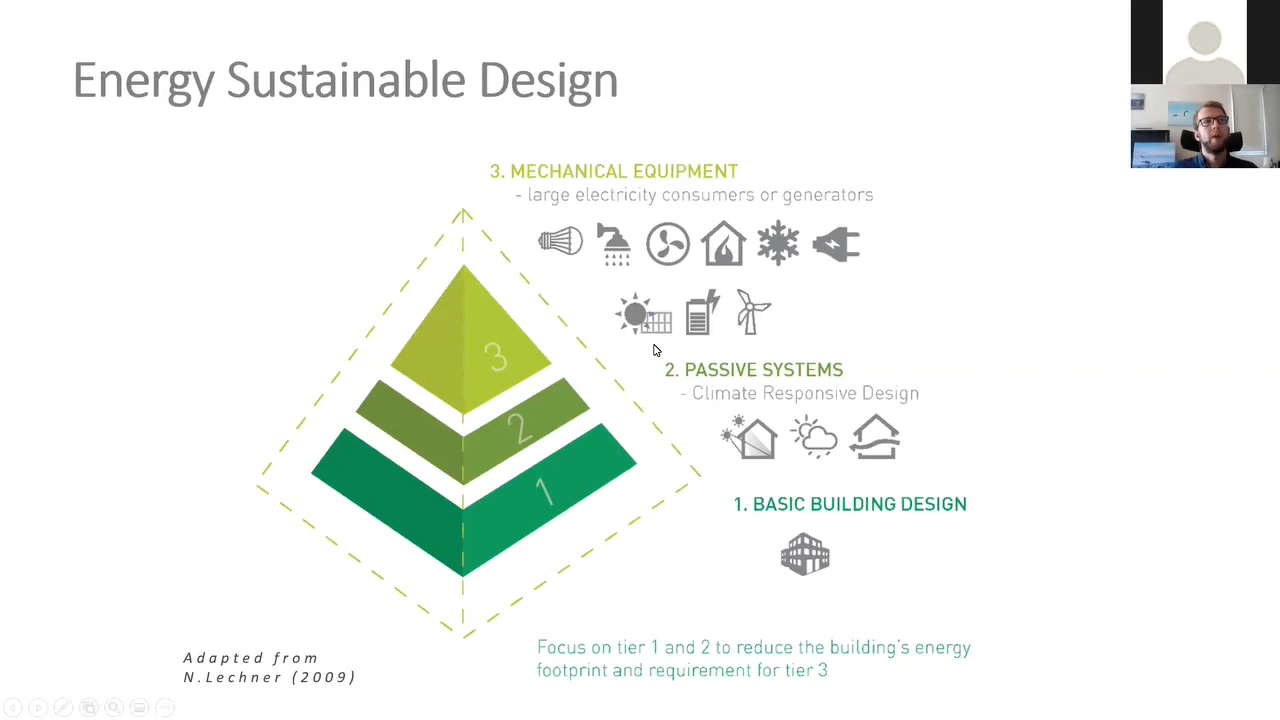 Energy Sustainable Design
3. MECHANICAL EQUIPMENT
- large electricity consumers or generators
3
2. PASSIVE SYSTEMS
- Climate Responsive Design
2
1
1. BASIC BUILDING DESIGN
Focus on tier 1 and 2 to reduce the building's energy
footprint and requirement for tier 3
Adapted from
N.Lechner (2009)